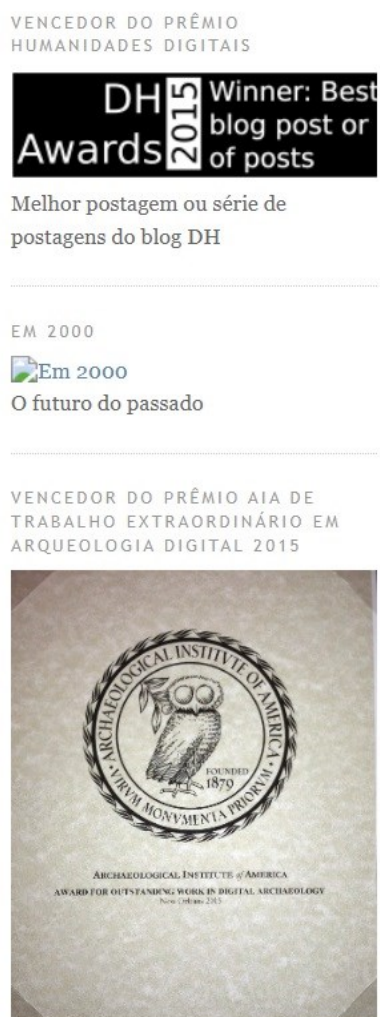 VENCEDOR DO PRÊMIO
HUMANIDADES DIGITAIS
DH
Awards
2015
Winner: Best
blog post or
of posts
Melhor postagem ou série de
postagens do blog DH
EM 2000
Em 2000
O futuro do passado
VENCEDOR DO PRÊMIO AIA DE
TRABALHO EXTRAORDINÁRIO EM
ARQUEOLOGIA DIGITAL 2015
ARCHAEOLOGICAL INSTITVTE OF AMERICA
VIRVM MONVMENTA PRIORVM
FOUNDED
1879
ARCHAEOLOGICAL INSTITUTE of AMERICA
AWARD FOR OUTSTANDING WORK IN DIGITAL ARCHAEOLOGY
New Orleans 2015